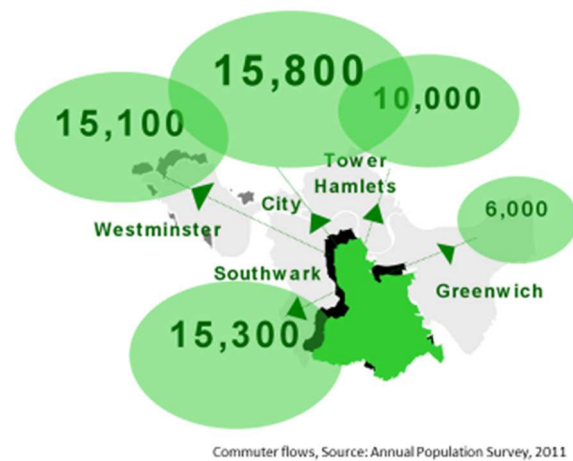 15,800
15,100
10,000
Tower
Hamlets
City
6,000
Westminster
Southwark
Greenwich
15,300
Commuter flows, Source: Annual Population Survey, 2011